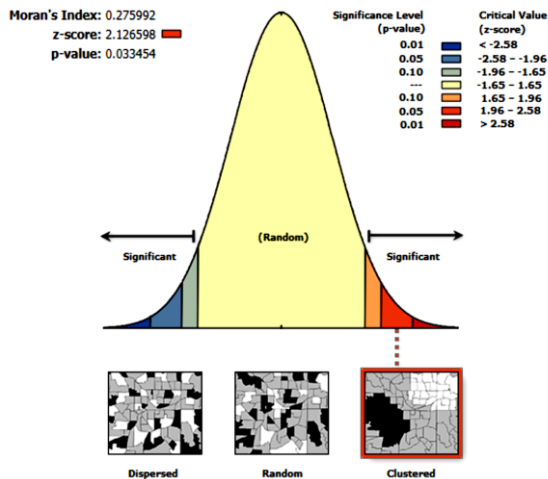 Moran's Index: 0.275992
z-score: 2.126598
p-value: 0.033454
Significance Level
(p-value)
Critical Value
(z-score)
0.01 < -2.58
0.05 -2.58 – -1.96
0.10 -1.96 – -1.65
--- -1.65 – 1.65
0.10 1.65 – 1.96
0.05 1.96 – 2.58
0.01 > 2.58
Significant
(Random)
Significant
Dispersed
Random
Clustered